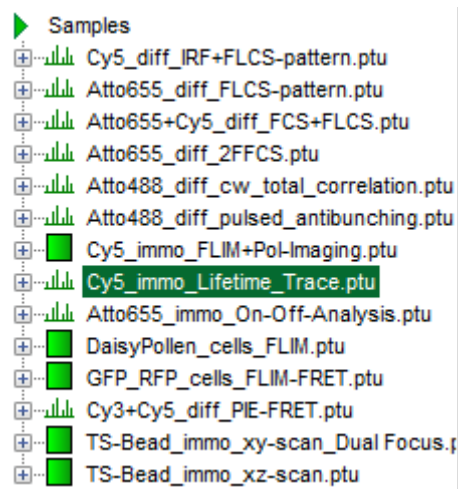 Samples
Cy5_diff_IRF+FLCS-pattern.ptu
Atto655_diff_FLCS-pattern.ptu
Atto655+Cy5_diff_FCS+FLCS.ptu
Atto655_diff_2FFCS.ptu
Atto488_diff_cw_total_correlation.ptu
Atto488_diff_pulsed_antibunching.ptu
Cy5_immo_FLIM+Pol-Imaging.ptu
Cy5_immo_Lifetime_Trace.ptu
Atto655_immo_On-Off-Analysis.ptu
DaisyPollen_cells_FLIM.ptu
GFP_RFP_cells_FLIM-FRET.ptu
Cy3+Cy5_diff_PIE-FRET.ptu
TS-Bead_immo_xy-scan_Dual Focus.p
TS-Bead_immo_xz-scan.ptu